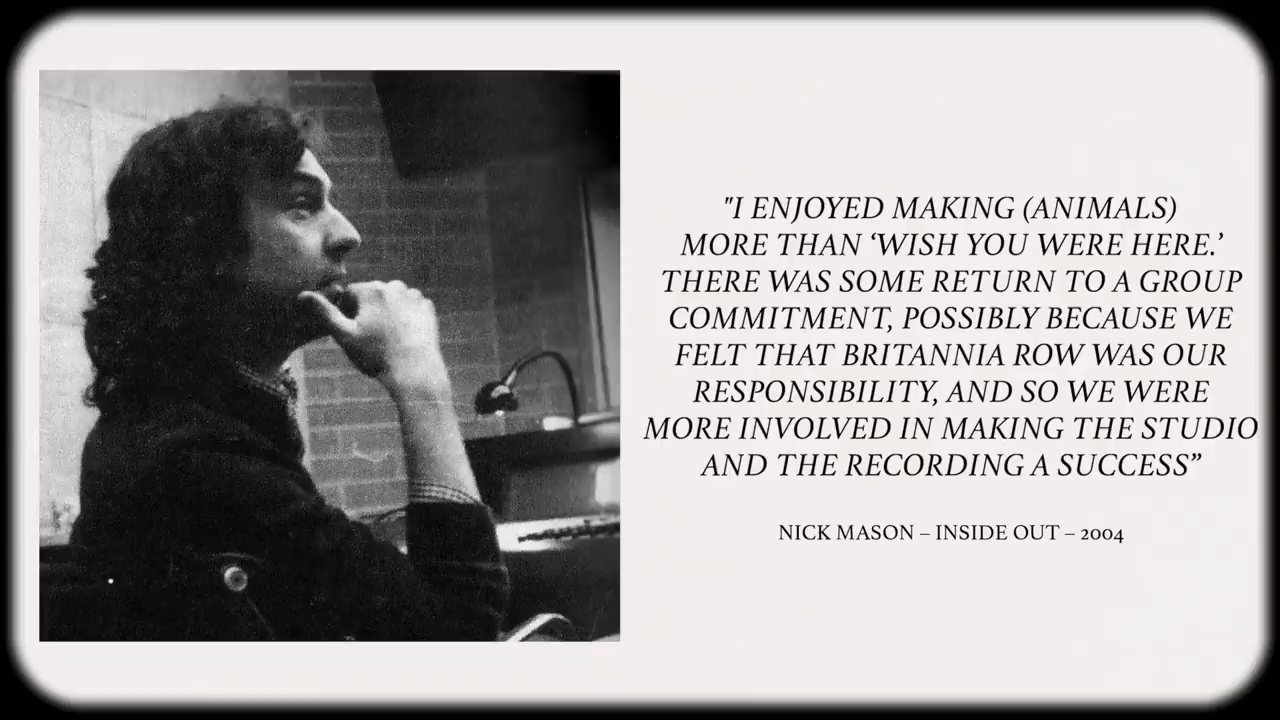 "I ENJOYED MAKING (ANIMALS)
MORE THAN ‘WISH YOU WERE HERE.’
THERE WAS SOME RETURN TO A GROUP
COMMITMENT, POSSIBLY BECAUSE WE
FELT THAT BRITANNIA ROW WAS OUR
RESPONSIBILITY, AND SO WE WERE
MORE INVOLVED IN MAKING THE STUDIO
AND THE RECORDING A SUCCESS”
NICK MASON – INSIDE OUT – 2004